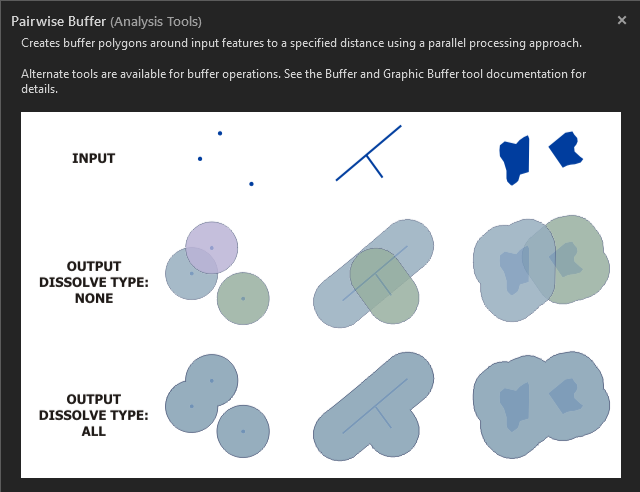 Pairwise Buffer (Analysis Tools)
Creates buffer polygons around input features to a specified distance using a parallel processing approach.
Alternate tools are available for buffer operations. See the Buffer and Graphic Buffer tool documentation for
details.
INPUT
OUTPUT
DISSOLVE TYPE:
NONE
OUTPUT
DISSOLVE TYPE:
ALL